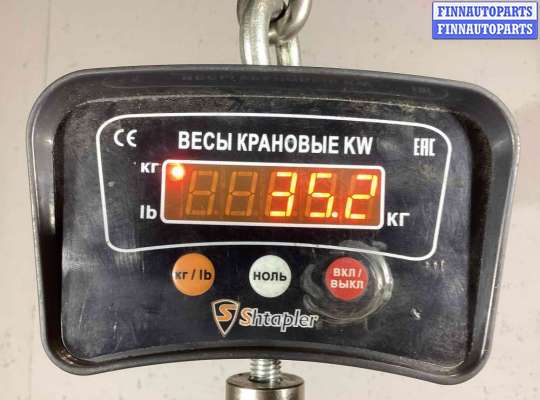 FINNAUTOPARTS
FINNAUTOPARTS
CE
ВЕСЫ КРАНОВЫЕ KW
EAC
кг
lb
35.2
КГ
кг / lb
НОЛЬ
ВКЛ /
ВЫКЛ
Shtapler